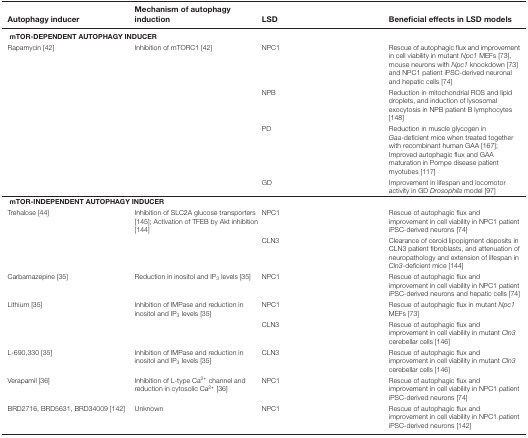 Autophagy inducer
Mechanism of autophagy
induction
LSD
Beneficial effects in LSD models
mTOR-DEPENDENT AUTOPHAGY INDUCER
Rapamycin [42]
Inhibition of mTORC1 [42]
NPC1
Rescue of autophagic flux and improvement
in cell viability in mutant Npc1 MEFs [73],
mouse neurons with Npc1 knockdown [73]
and NPC1 patient iPSC-derived neuronal
and hepatic cells [74]
NPB
Reduction in mitochondrial ROS and lipid
droplets, and induction of lysosomal
exocytosis in NPB patient B lymphocytes
[148]
PD
Reduction in muscle glycogen in
Gaa-deficient mice when treated together
with recombinant human GAA [167];
Improved autophagic flux and GAA
maturation in Pompe disease patient
myotubes [117]
GD
Improvement in lifespan and locomotor
activity in GD Drosophila model [97]
mTOR-INDEPENDENT AUTOPHAGY INDUCER
Trehalose [44]
Inhibition of SLC2A glucose transporters
[145]; Activation of TFEB by Akt inhibition
[144]
NPC1
Rescue of autophagic flux and
improvement in cell viability in NPC1 patient
iPSC-derived neurons [74]
CLN3
Clearance of ceroid lipopigment deposits in
CLN3 patient fibroblasts, and attenuation of
neuropathology and extension of lifespan in
Cln3-deficient mice [144]
Carbamazepine [35]
Reduction in inositol and IP₃ levels [35]
NPC1
Rescue of autophagic flux and
improvement in cell viability in NPC1 patient
iPSC-derived neurons and hepatic cells [74]
Lithium [35]
Inhibition of IMPase and reduction in
inositol and IP₃ levels [35]
NPC1
Rescue of autophagic flux in mutant Npc1
MEFs [73]
CLN3
Rescue of autophagic flux and
improvement in cell viability in mutant Cln3
cerebellar cells [146]
L-690,330 [35]
Inhibition of IMPase and reduction in
inositol and IP₃ levels [35]
CLN3
Rescue of autophagic flux and
improvement in cell viability in mutant Cln3
cerebellar cells [146]
Verapamil [36]
Inhibition of L-type Ca²⁺ channel and
reduction in cytosolic Ca²⁺ [36]
NPC1
Rescue of autophagic flux and
improvement in cell viability in NPC1 patient
iPSC-derived neurons [74]
BRD2716, BRD5631, BRD34009 [142]
Unknown
NPC1
Rescue of autophagic flux and
improvement in cell viability in NPC1 patient
iPSC-derived neurons [142]